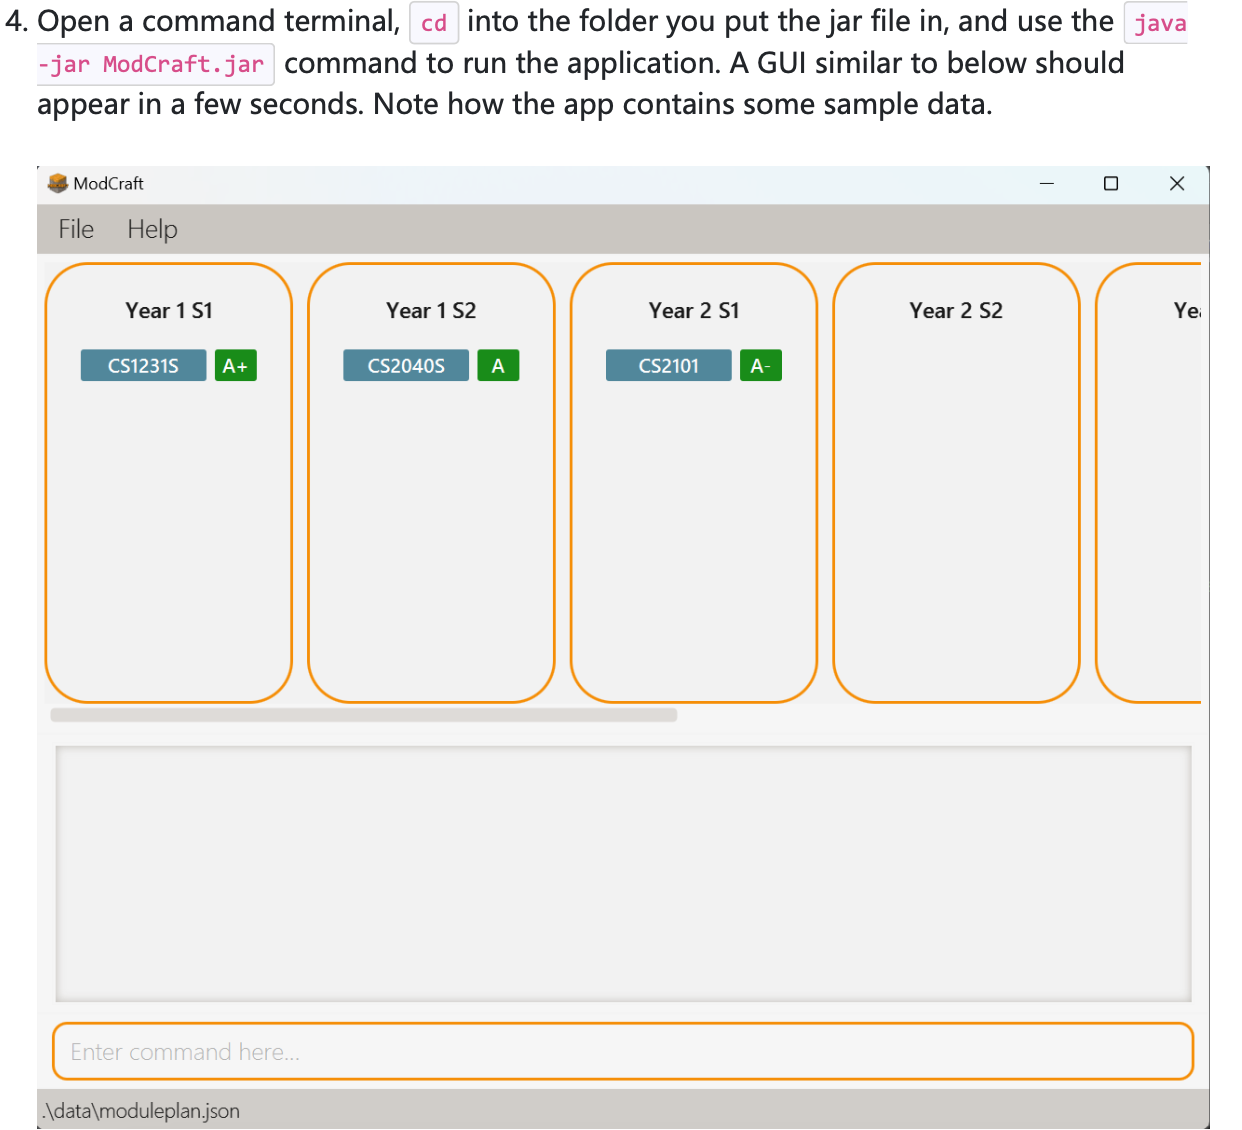 4. Open a command terminal, cd into the folder you put the jar file in, and use the java
-jar ModCraft.jar command to run the application. A GUI similar to below should
appear in a few seconds. Note how the app contains some sample data.
ModCraft
File Help
Year 1 S1 Year 1 S2 Year 2 S1 Year 2 S2
CS1231S A+ CS2040S A CS2101 A-
Enter command here...
.\data\moduleplan.json